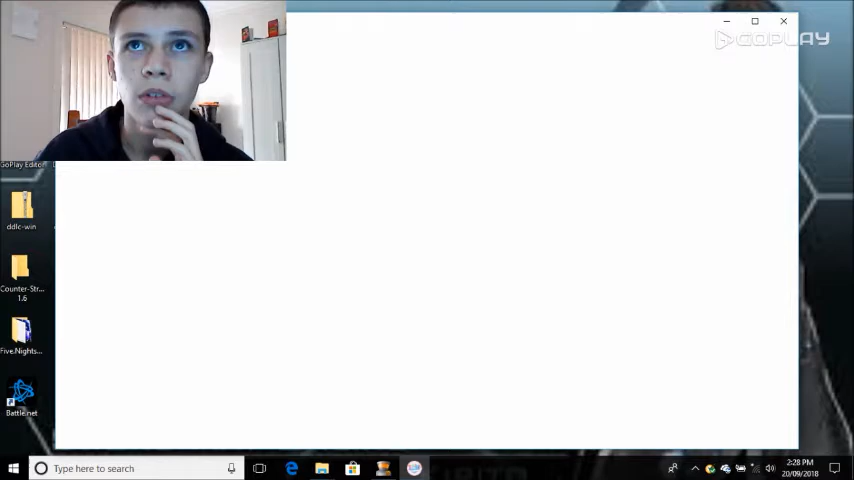 GOPLAY
GoPlay Editor
ddlc-win
Counter-Str...
1.6
Five.Nights...
Battle.net
Type here to search
2:28 PM
20/09/2018